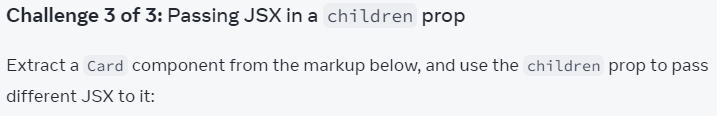 Challenge 3 of 3: Passing JSX in a children prop
Extract a Card component from the markup below, and use the children prop to pass
different JSX to it: